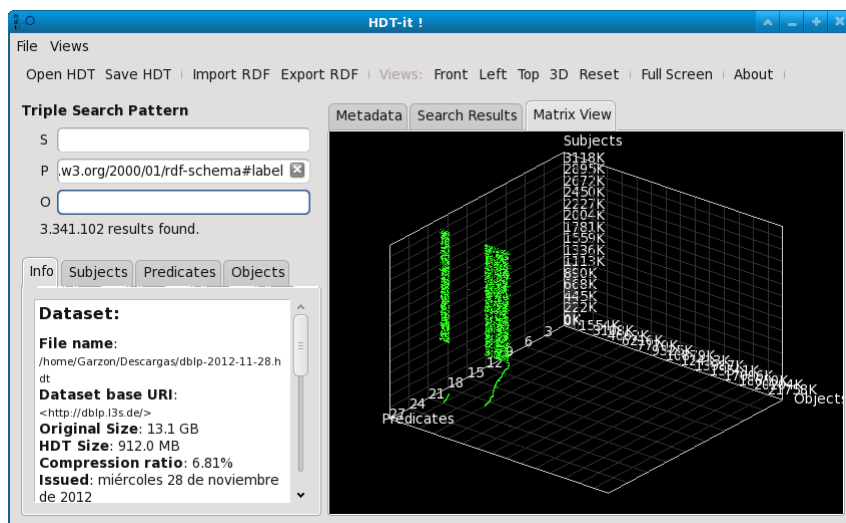 HDT-it !
File Views
Open HDT Save HDT Import RDF Export RDF Views: Front Left Top 3D Reset Full Screen About
Triple Search Pattern
S
P .w3.org/2000/01/rdf-schema#label
O
3.341.102 results found.
Info Subjects Predicates Objects
Dataset:
File name:
/home/Garzon/Descargas/dblp-2012-11-28.h
dt
Dataset base URI:
<http://dblp.l3s.de/>
Original Size: 13.1 GB
HDT Size: 912.0 MB
Compression ratio: 6.81%
Issued: miércoles 28 de noviembre
de 2012
Metadata Search Results Matrix View
Subjects
3118K
2895K
2672K
2450K
2227K
2004K
1781K
1559K
1336K
1113K
890K
668K
445K
222K
0K
3
6
9
12
15
18
21
24
27
Predicates
Objects